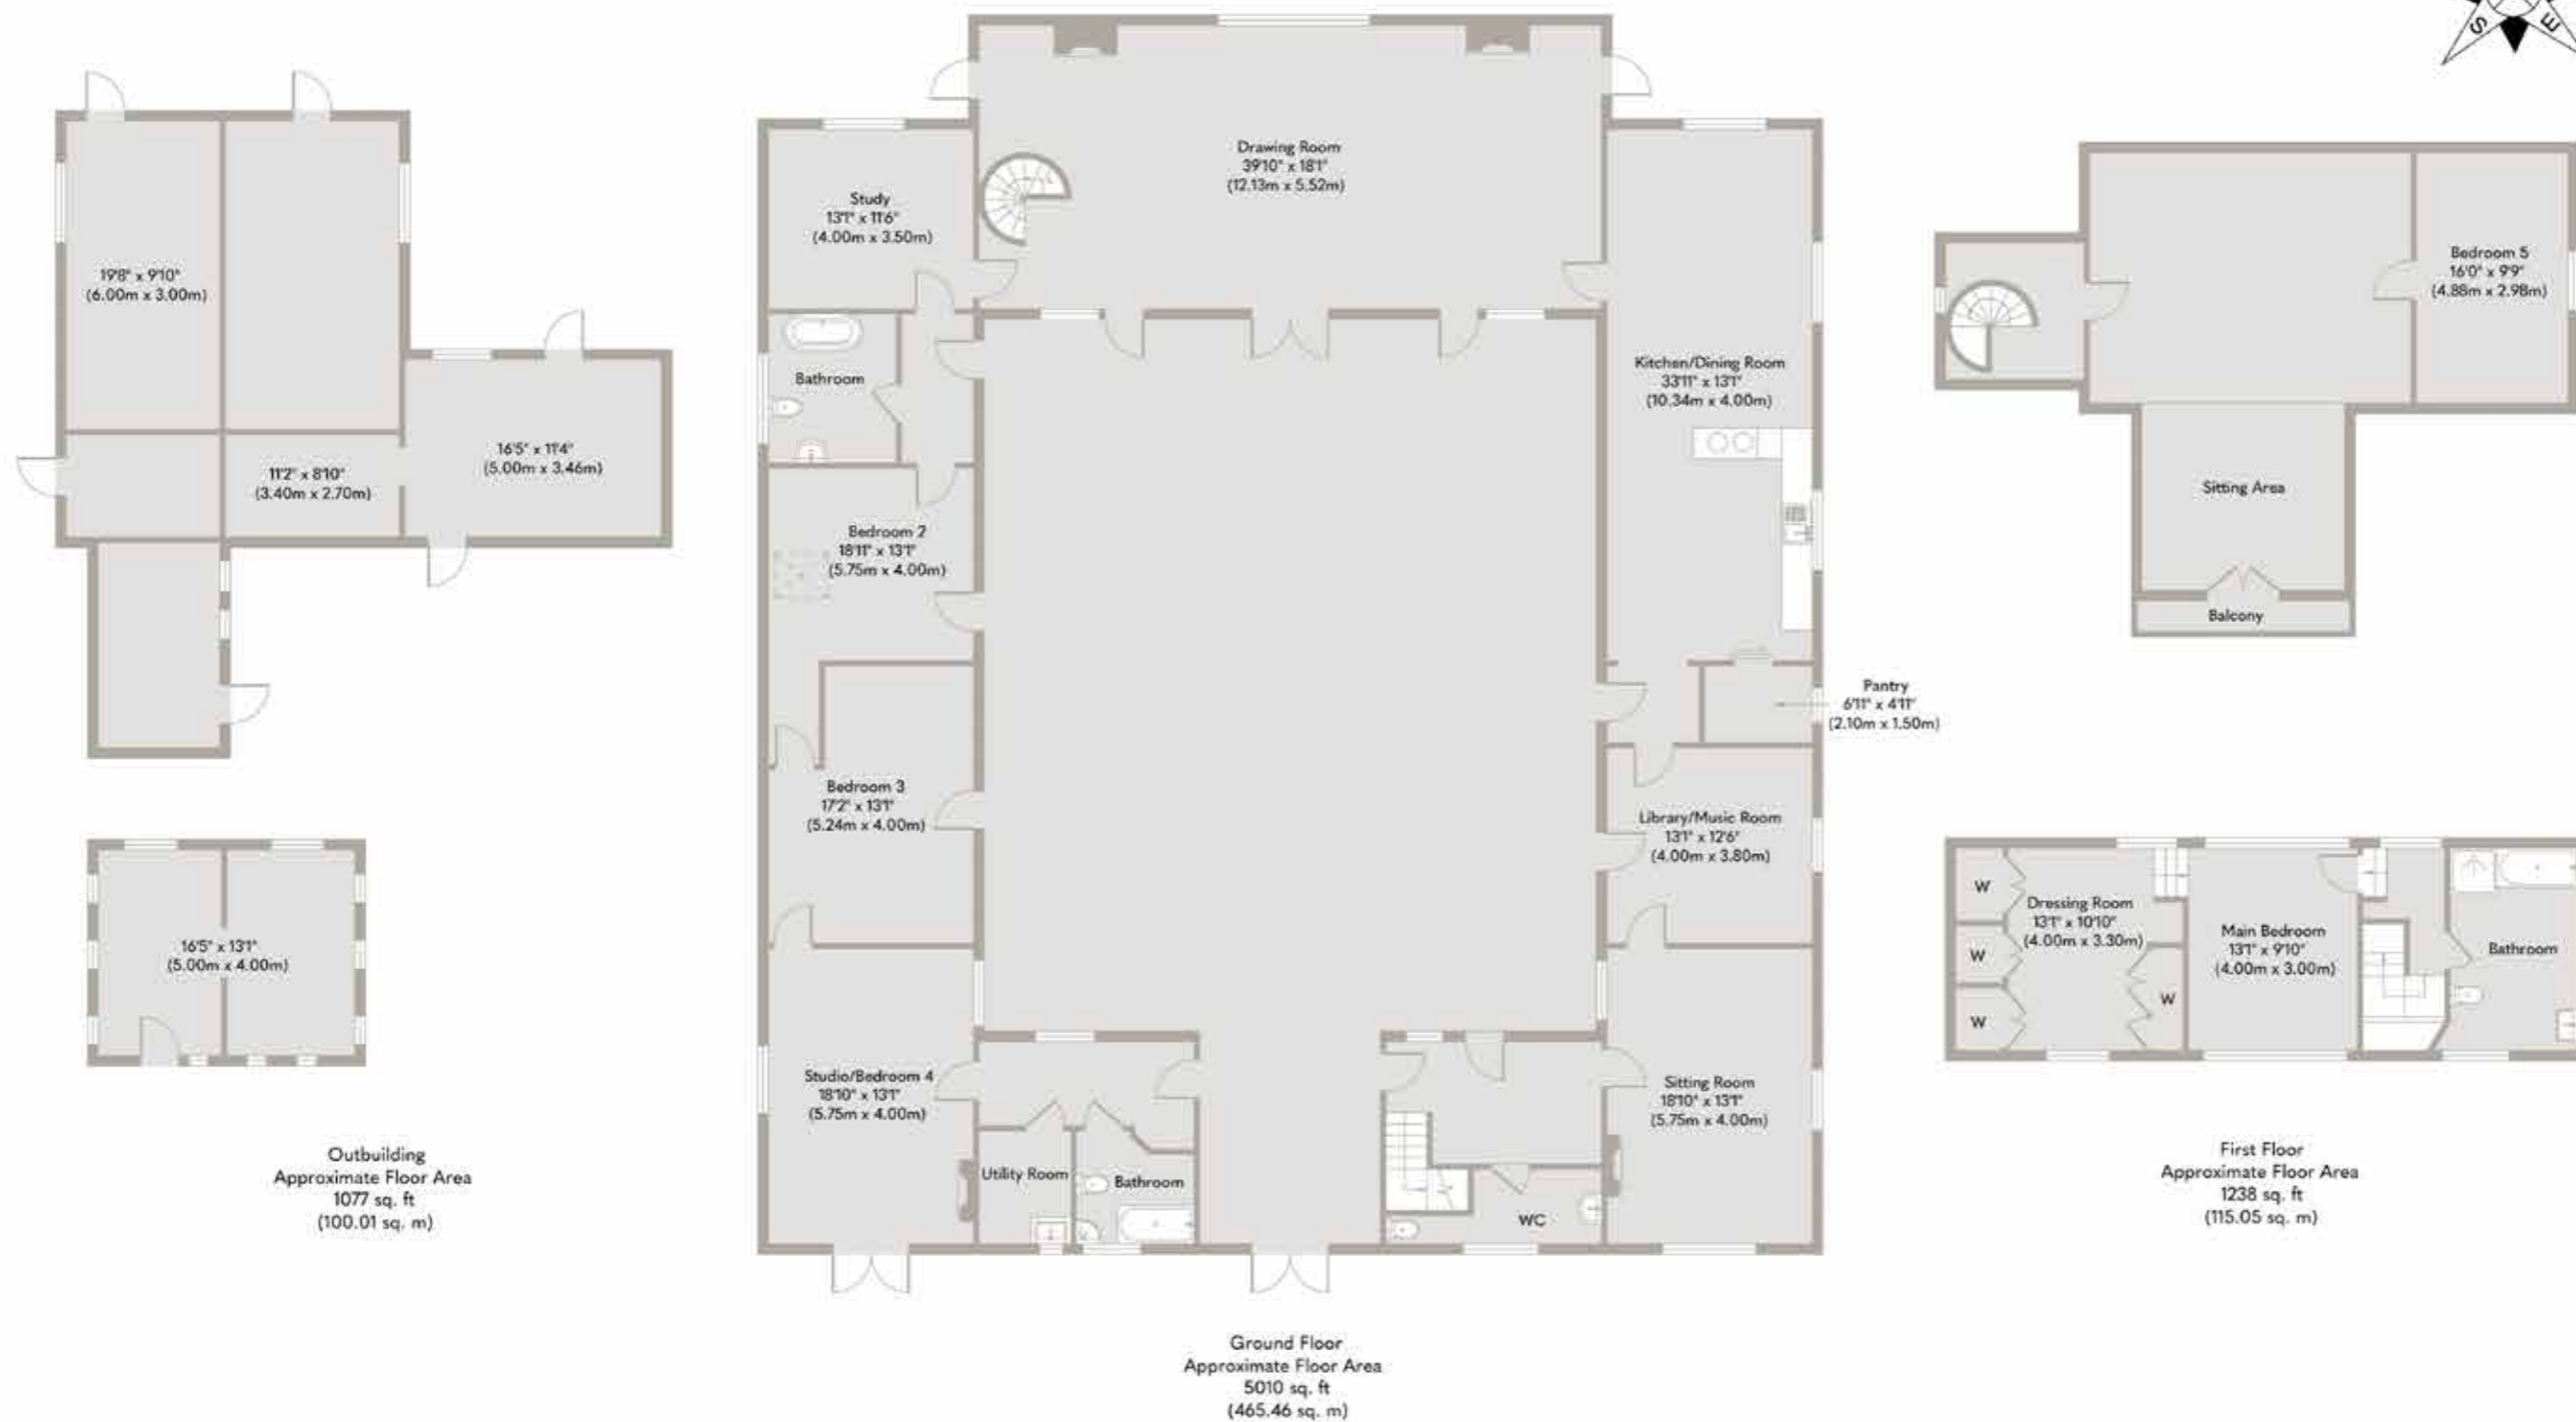 S
E
Drawing Room
39'10" x 18'1"
(12.13m x 5.52m)
Study
13'1" x 11'6"
(4.00m x 3.50m)
19'8" x 9'10"
(6.00m x 3.00m)
Bathroom
Kitchen/Dining Room
33'11" x 13'1"
(10.34m x 4.00m)
Bedroom 5
16'0" x 9'9"
(4.88m x 2.98m)
16'5" x 11'4"
(5.00m x 3.46m)
11'2" x 8'10"
(3.40m x 2.70m)
Sitting Area
Balcony
Bedroom 2
18'11" x 13'1"
(5.75m x 4.00m)
Pantry
6'11" x 4'11"
(2.10m x 1.50m)
Bedroom 3
17'2" x 13'1"
(5.24m x 4.00m)
Library/Music Room
13'1" x 12'6"
(4.00m x 3.80m)
16'5" x 13'1"
(5.00m x 4.00m)
W
W
W
Dressing Room
13'1" x 10'10"
(4.00m x 3.30m)
W
Main Bedroom
13'1" x 9'10"
(4.00m x 3.00m)
Bathroom
Studio/Bedroom 4
18'10" x 13'1"
(5.75m x 4.00m)
Sitting Room
18'10" x 13'1"
(5.75m x 4.00m)
Utility Room
Bathroom
WC
Outbuilding
Approximate Floor Area
1077 sq. ft
(100.01 sq. m)
First Floor
Approximate Floor Area
1238 sq. ft
(115.05 sq. m)
Ground Floor
Approximate Floor Area
5010 sq. ft
(465.46 sq. m)